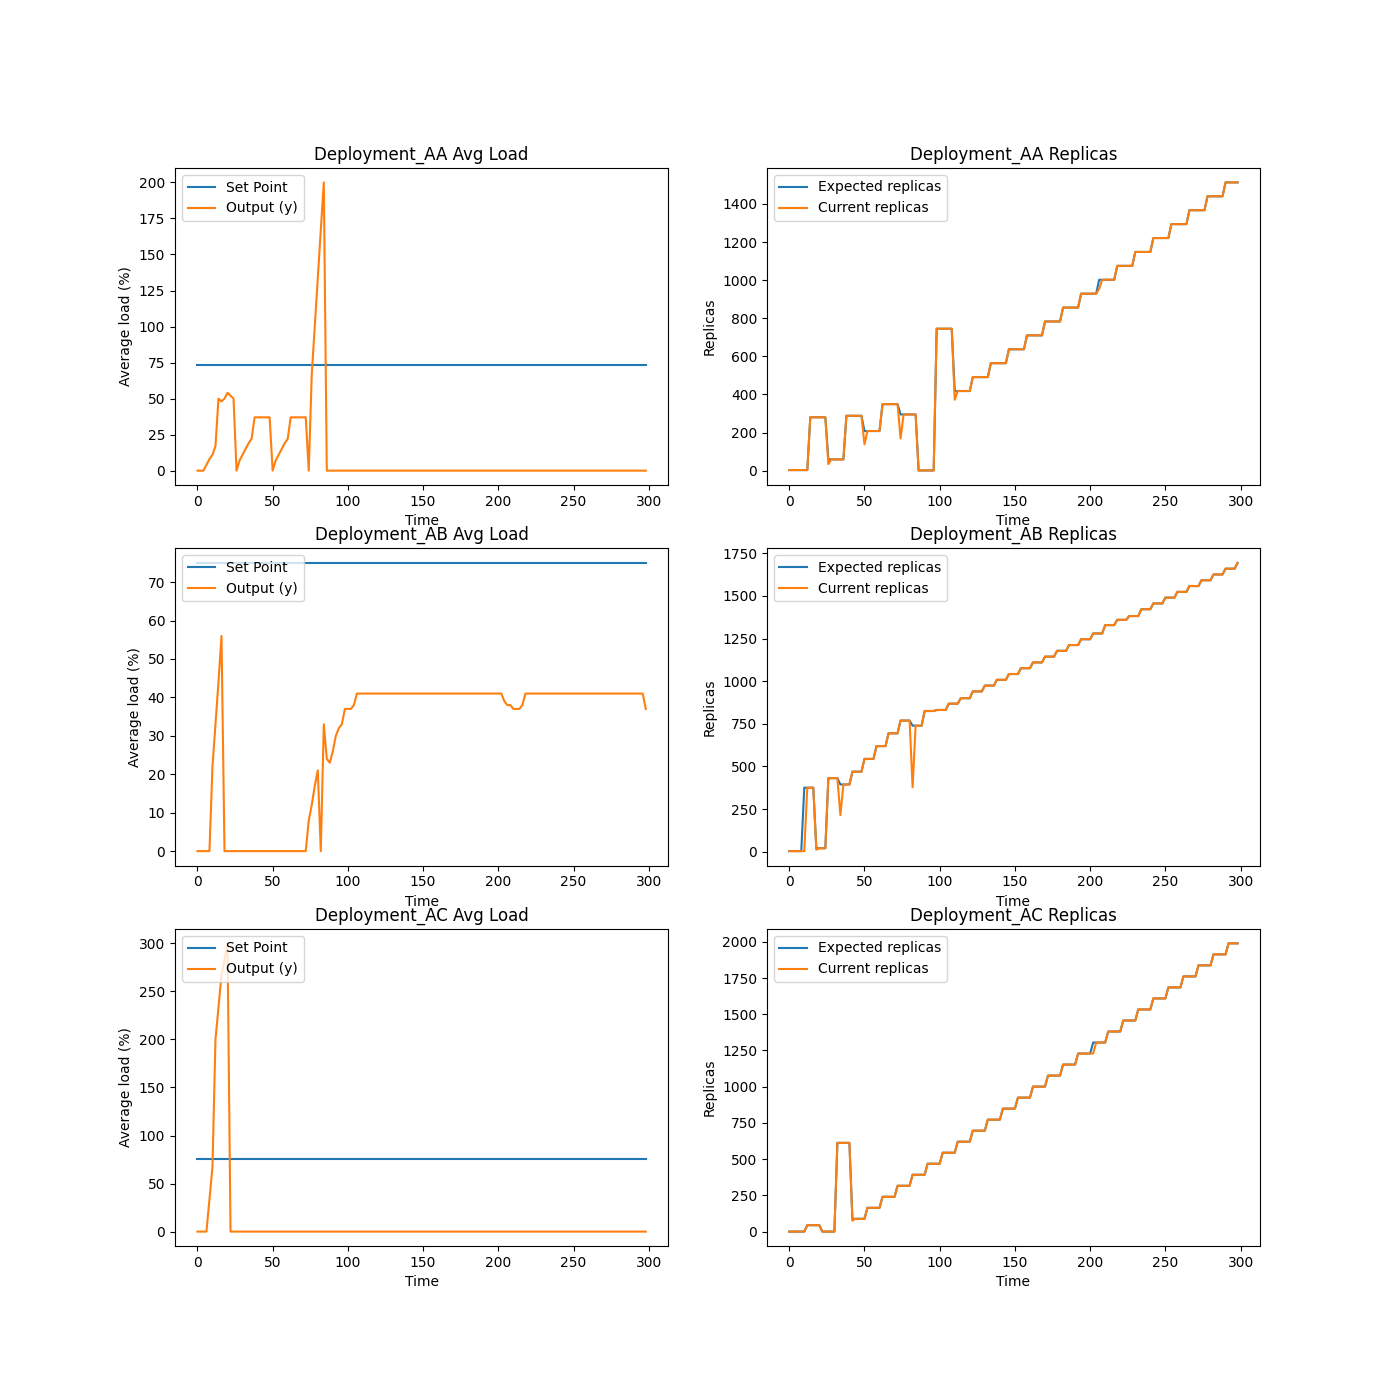 Deployment_AA Avg Load
Set Point
Output (y)
Average load (%)
200
175
150
125
100
75
50
25
0
0 50 100 150 200 250 300
Time
Deployment_AA Replicas
Expected replicas
Current replicas
Replicas
1400
1200
1000
800
600
400
200
0
0 50 100 150 200 250 300
Time
Deployment_AB Avg Load
Set Point
Output (y)
Average load (%)
70
60
50
40
30
20
10
0
0 50 100 150 200 250 300
Time
Deployment_AB Replicas
Expected replicas
Current replicas
Replicas
1750
1500
1250
1000
750
500
250
0
0 50 100 150 200 250 300
Time
Deployment_AC Avg Load
Set Point
Output (y)
Average load (%)
300
250
200
150
100
50
0
0 50 100 150 200 250 300
Time
Deployment_AC Replicas
Expected replicas
Current replicas
Replicas
2000
1750
1500
1250
1000
750
500
250
0
0 50 100 150 200 250 300
Time